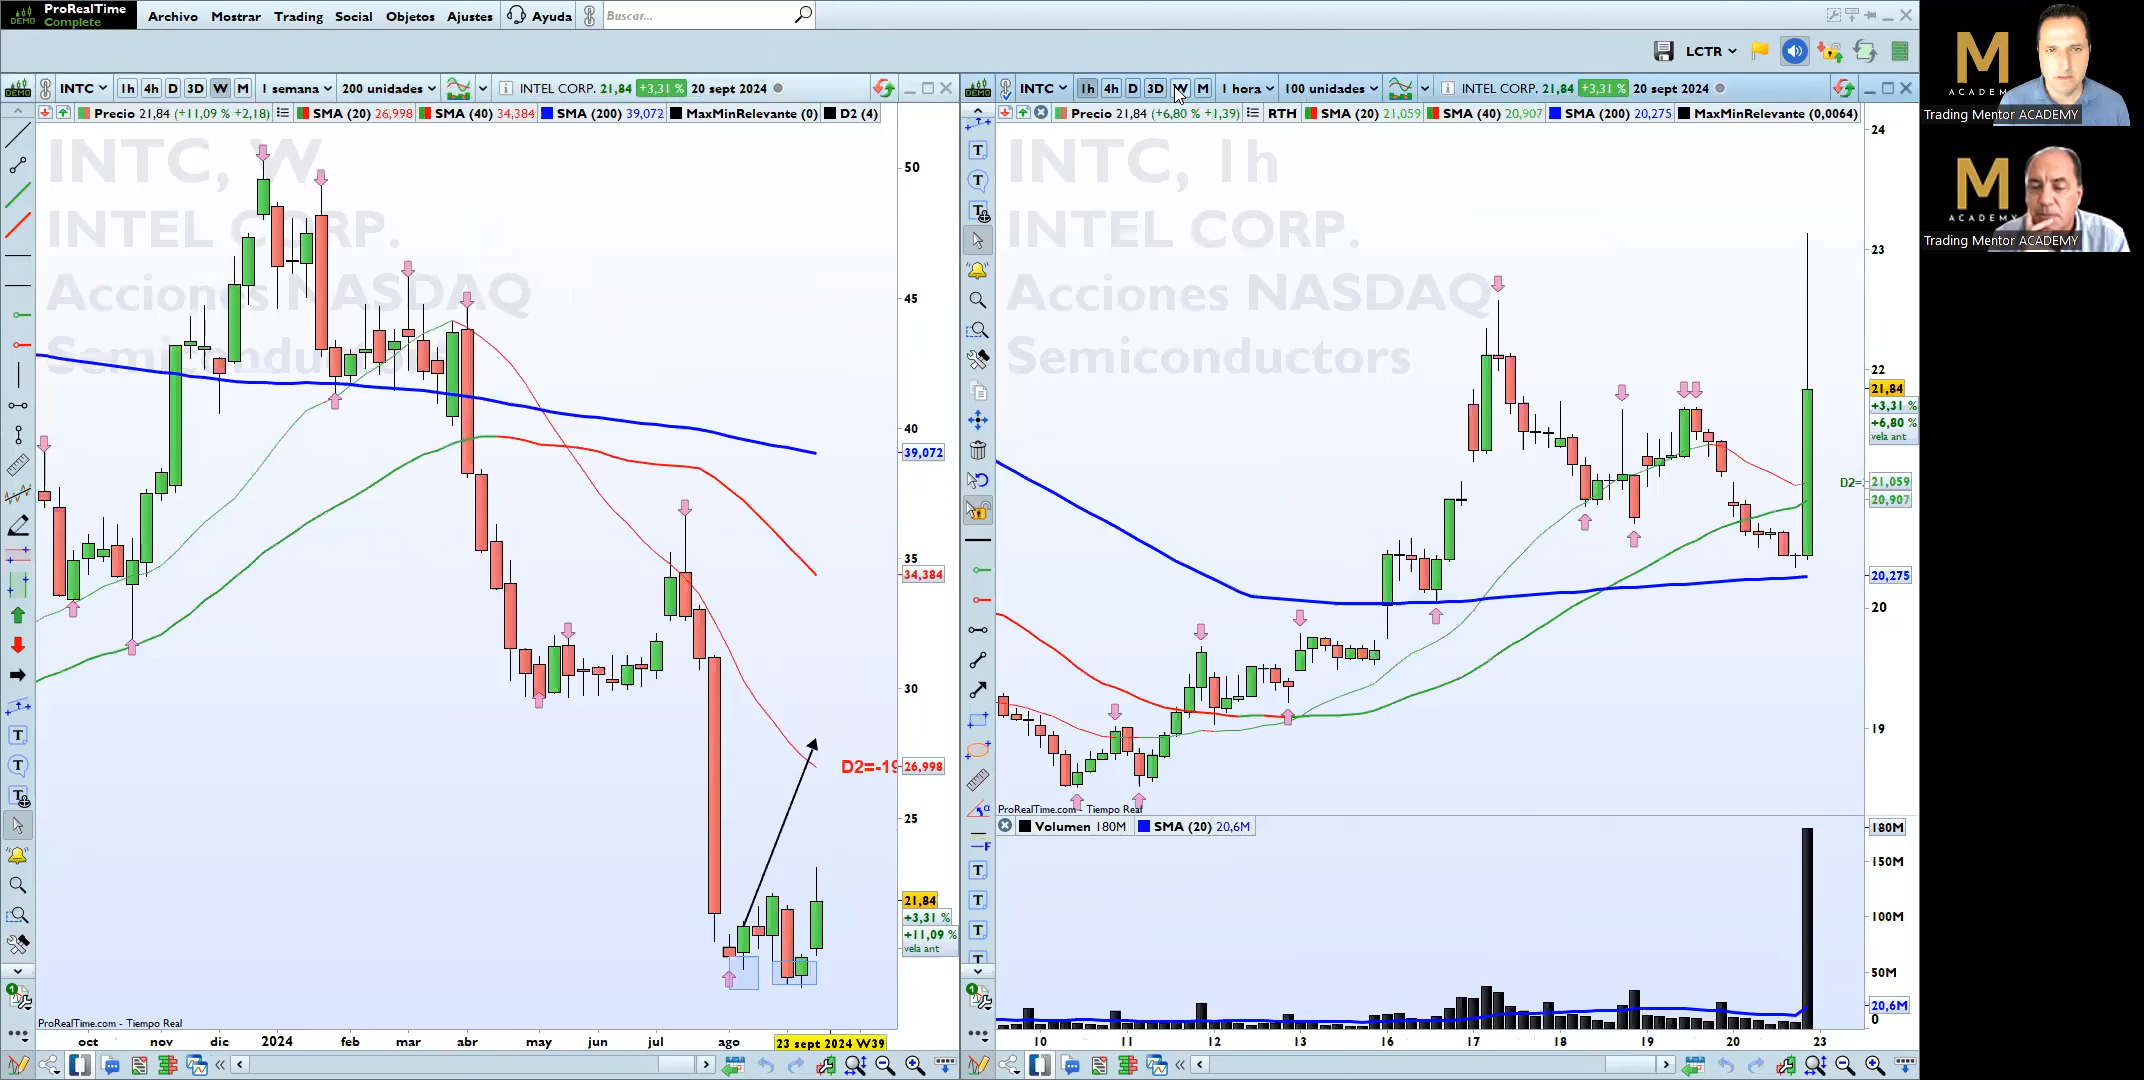 ProRealTime
DEMO Complete
Archivo Mostrar Trading Social Objetos Ajustes Ayuda Buscar...
LCTR
DEMO INTC 1h 4h D 3D W M 1 semana 200 unidades INTEL CORP. 21,84 +3,31 % 20 sept 2024
Precio 21,84 (+11,09 % +2,18) SMA (20) 26,998 SMA (40) 34,384 SMA (200) 39,072 MaxMinRelevante (0) D2 (4)
INTC, W
INTEL CORP.
Acciones NASDAQ
Semiconductors
50
45
40
39,072
35
34,384
30
D2=-19 26,998
25
21,84
+3,31 %
+11,09 %
vela ant
ProRealTime.com - Tiempo Real
oct nov dic 2024 feb mar abr may jun jul ago 23 sept 2024 W39
DEMO INTC 1h 4h D 3D W M 1 hora 100 unidades INTEL CORP. 21,84 +3,31 % 20 sept 2024
Precio 21,84 (+6,80 % +1,39) RTH SMA (20) 21,059 SMA (40) 20,907 SMA (200) 20,275 MaxMinRelevante (0,0064)
INTC, 1h
INTEL CORP.
Acciones NASDAQ
Semiconductors
24
23
22
21,84
+3,31 %
+6,80 %
vela ant
D2= 21,059
20,907
20,275
20
19
ProRealTime.com - Tiempo Real
Volumen 180M SMA (20) 20,6M
180M
150M
100M
50M
20,6M
0
10 11 12 13 16 17 18 19 20 23
M
ACADEMY
Trading Mentor ACADEMY
M
ACADEMY
Trading Mentor ACADEMY